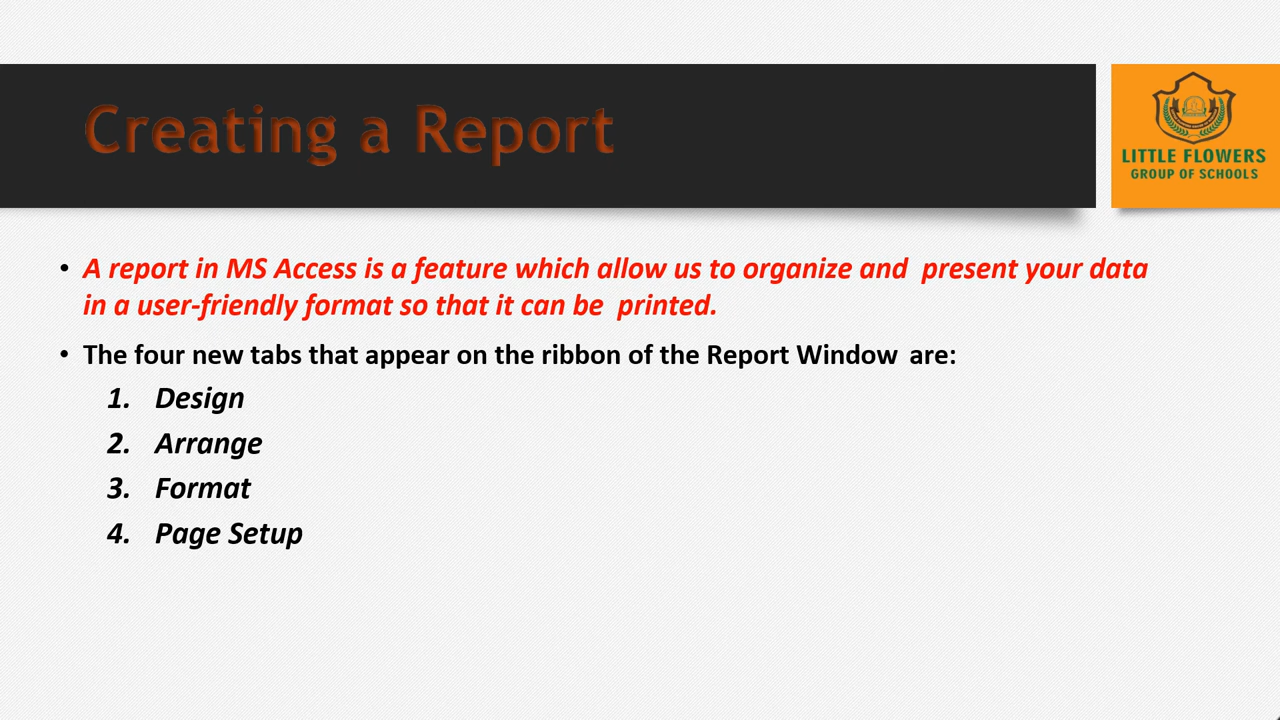 Creating a Report
LITTLE FLOWERS
GROUP OF SCHOOLS
• A report in MS Access is a feature which allow us to organize and present your data
in a user-friendly format so that it can be printed.
• The four new tabs that appear on the ribbon of the Report Window are:
1. Design
2. Arrange
3. Format
4. Page Setup